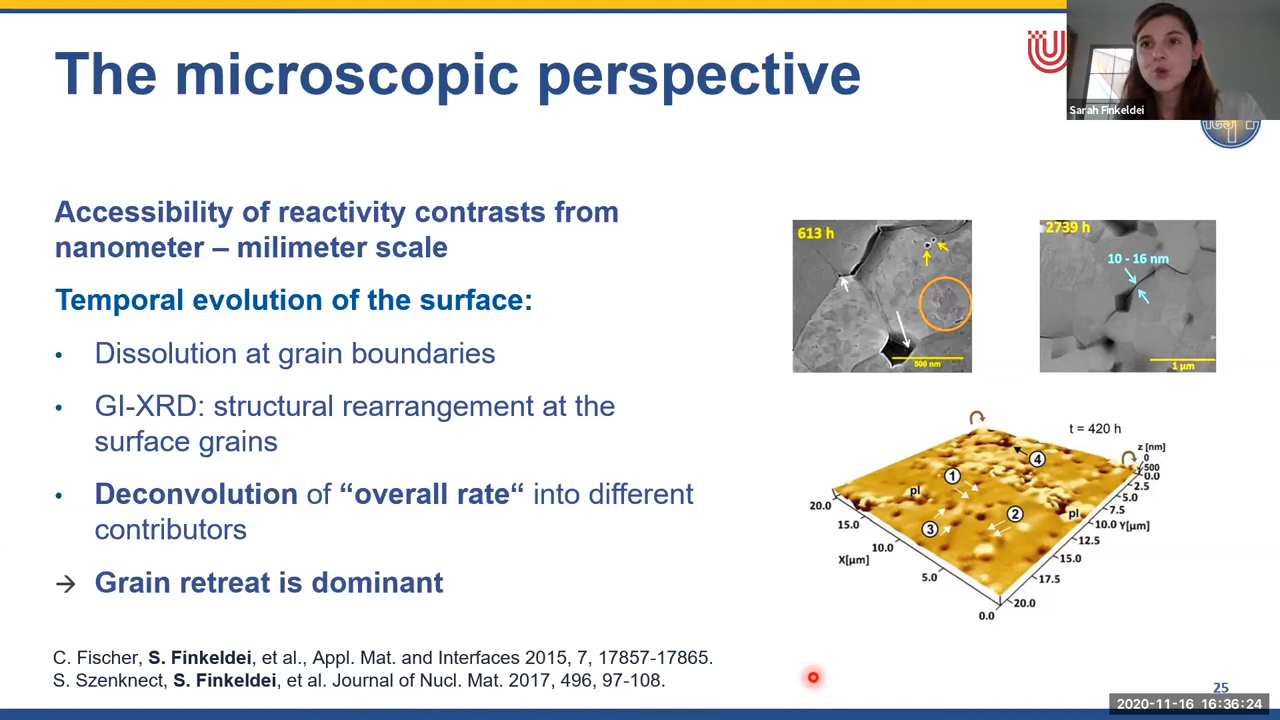 The microscopic perspective
Sarah Finkeldei
Accessibility of reactivity contrasts from
nanometer – milimeter scale
Temporal evolution of the surface:
• Dissolution at grain boundaries
• GI-XRD: structural rearrangement at the
surface grains
• Deconvolution of “overall rate“ into different
contributors
→ Grain retreat is dominant
613 h
500 nm
2739 h
10 - 16 nm
1 µm
t = 420 h
z [nm]
0
500
0.0
2.5
5.0
7.5
10.0 Y[µm]
12.5
15.0
17.5
20.0
20.0
15.0
10.0
X[µm]
5.0
0.0
pl
pl
1
2
3
4
C. Fischer, S. Finkeldei, et al., Appl. Mat. and Interfaces 2015, 7, 17857-17865.
S. Szenknect, S. Finkeldei, et al. Journal of Nucl. Mat. 2017, 496, 97-108.
25
2020-11-16 16:36:24